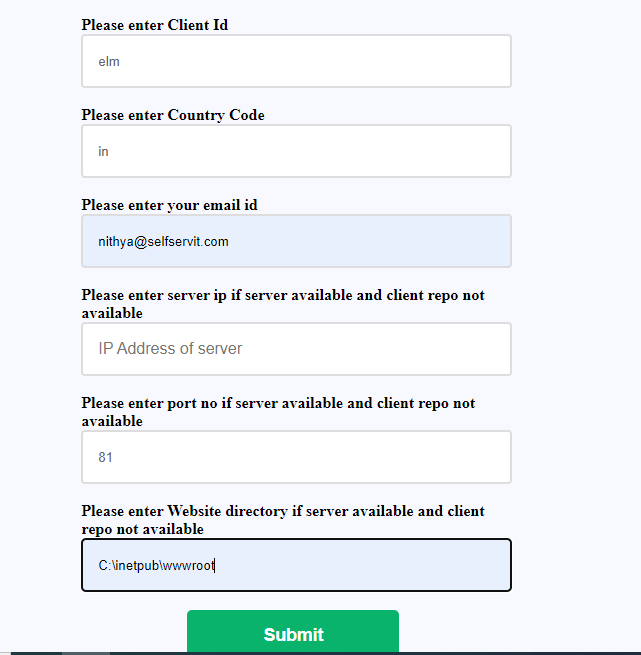 Please enter Client Id
elm
Please enter Country Code
in
Please enter your email id
nithya@selfservit.com
Please enter server ip if server available and client repo not
available
IP Address of server
Please enter port no if server available and client repo not
available
81
Please enter Website directory if server available and client
repo not available
C:\inetpub\wwwroot
Submit